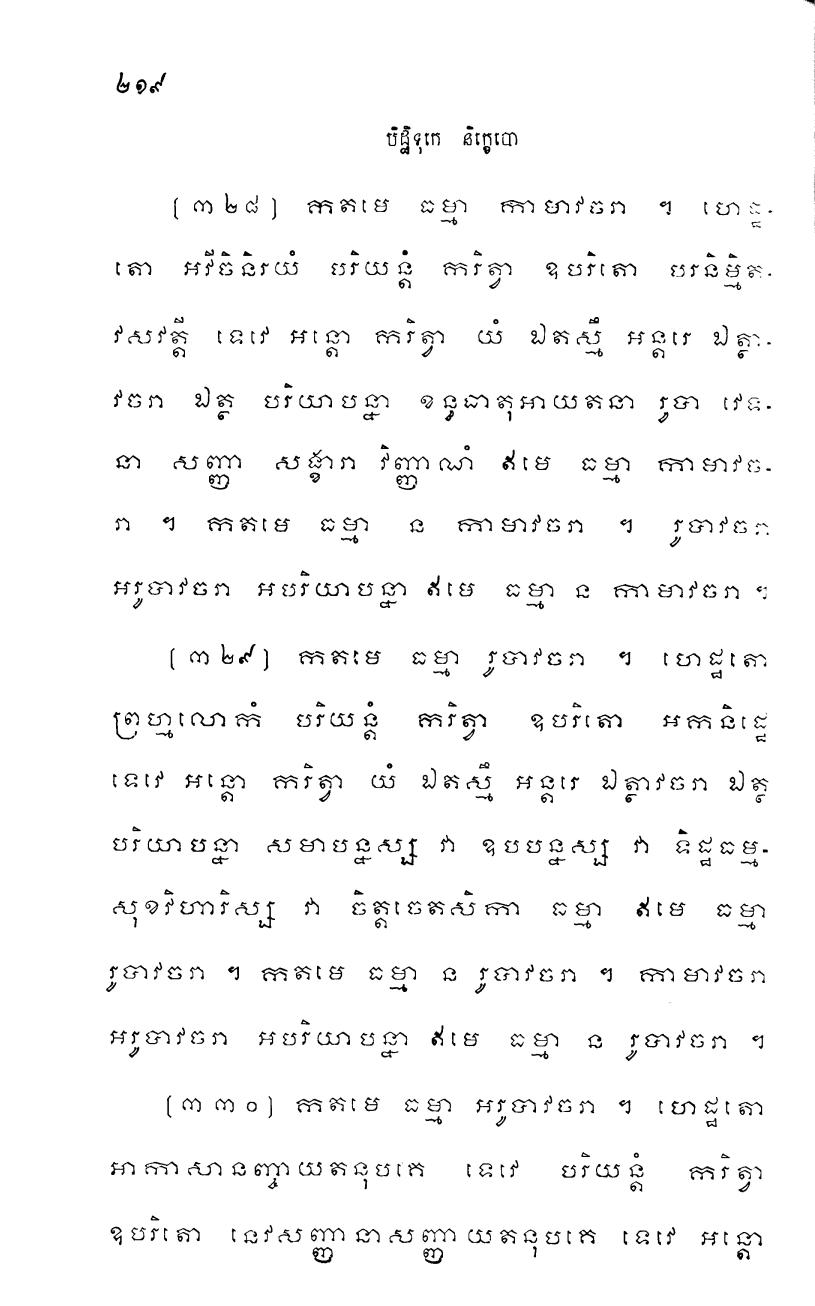 ២១៩
បិដ្ឋិទុកេ និក្ខេបោ
[៣២៨] កតមេ ធម្មា កាមាវចរា ។ ហេដ្ឋ-
តោ អវីចិនិរយំ បរិយន្តំ ករិត្វា ឧបរិតោ បរនិម្មិត-
វសវត្តី ទេវេ អន្តោ ករិត្វា យំ ឯតស្មឹ អន្តរេ ឯត្ថា-
វចរា ឯត្ថ បរិយាបន្នា ខន្ធធាតុអាយតនា រូបា វេទ-
នា សញ្ញា សង្ខារា វិញ្ញាណំ ឥមេ ធម្មា កាមាវច-
រា ។ កតមេ ធម្មា ន កាមាវចរា ។ រូបាវចរា
អរូបាវចរា អបរិយាបន្នា ឥមេ ធម្មា ន កាមាវចរា ។
[៣២៩] កតមេ ធម្មា រូបាវចរា ។ ហេដ្ឋតោ
ព្រហ្មលោកំ បរិយន្តំ ករិត្វា ឧបរិតោ អកនិដ្ឋេ
ទេវេ អន្តោ ករិត្វា យំ ឯតស្មឹ អន្តរេ ឯត្ថាវចរា ឯត្ថ
បរិយាបន្នា សមាបន្នស្ស វា ឧបបន្នស្ស វា ទិដ្ឋធម្ម-
សុខវិហារិស្ស វា ចិត្តចេតសិកា ធម្មា ឥមេ ធម្មា
រូបាវចរា ។ កតមេ ធម្មា ន រូបាវចរា ។ កាមាវចរា
អរូបាវចរា អបរិយាបន្នា ឥមេ ធម្មា ន រូបាវចរា ។
[៣៣០] កតមេ ធម្មា អរូបាវចរា ។ ហេដ្ឋតោ
អាកាសានញ្ចាយតនុបគេ ទេវេ បរិយន្តំ ករិត្វា
ឧបរិតោ នេវសញ្ញានាសញ្ញាយតនុបគេ ទេវេ អន្តោ